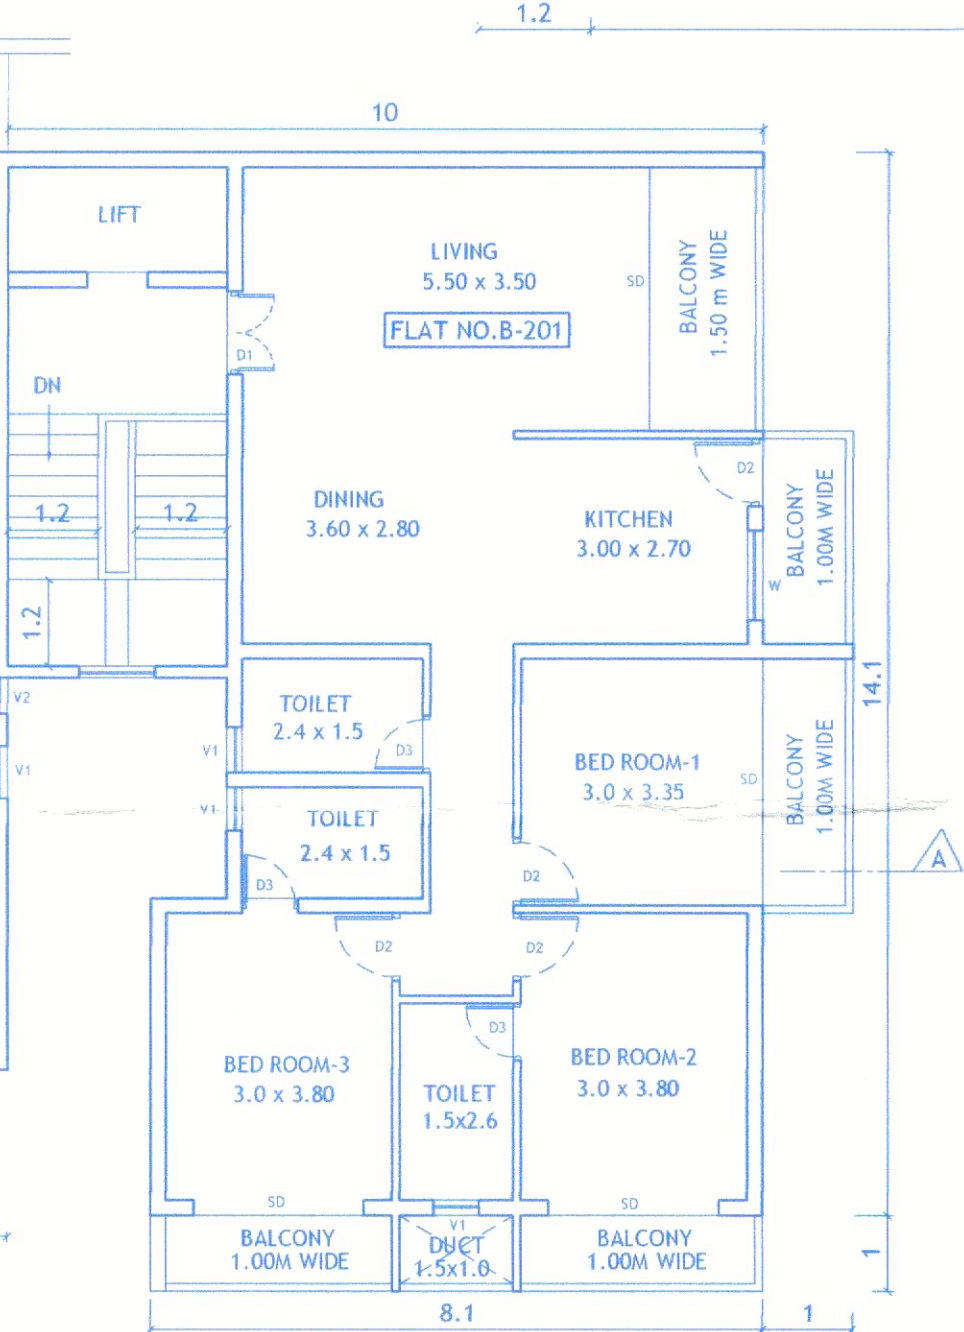 1.2
10
LIFT
LIVING
5.50 x 3.50
SD
BALCONY
1.50 m WIDE
FLAT NO.B-201
D1
DN
1.2
1.2
1.2
DINING
3.60 x 2.80
KITCHEN
3.00 x 2.70
D2
W
BALCONY
1.00M WIDE
14.1
V2
V1
V1
V1
TOILET
2.4 x 1.5
D3
TOILET
2.4 x 1.5
D3
BED ROOM-1
3.0 x 3.35
SD
BALCONY
1.00M WIDE
A
D2
D2
D2
D3
BED ROOM-3
3.0 x 3.80
TOILET
1.5x2.6
BED ROOM-2
3.0 x 3.80
SD
SD
BALCONY
1.00M WIDE
V1
DUCT
1.5x1.0
BALCONY
1.00M WIDE
1
8.1
1